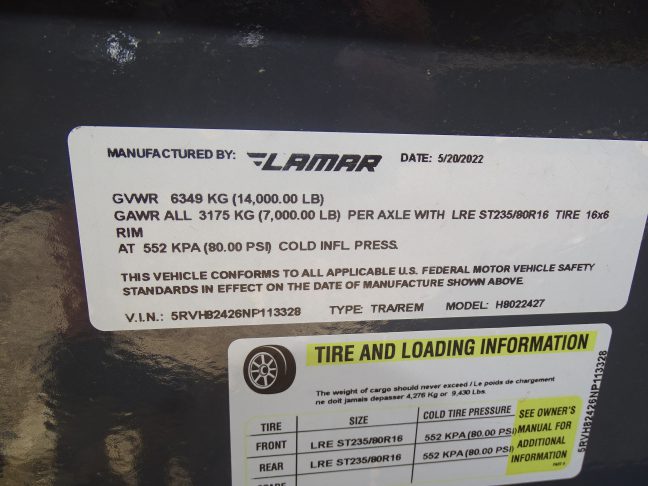 MANUFACTURED BY: LAMAR DATE: 5/20/2022
GVWR 6349 KG (14,000.00 LB)
GAWR ALL 3175 KG (7,000.00 LB) PER AXLE WITH LRE ST235/80R16 TIRE 16x6
RIM
AT 552 KPA (80.00 PSI) COLD INFL. PRESS.
THIS VEHICLE CONFORMS TO ALL APPLICABLE U.S. FEDERAL MOTOR VEHICLE SAFETY
STANDARDS IN EFFECT ON THE DATE OF MANUFACTURE SHOWN ABOVE.
V.I.N.: 5RVH82426NP113328 TYPE: TRA/REM MODEL: H8022427
TIRE AND LOADING INFORMATION
The weight of cargo should never exceed / Le poids de chargement
ne doit jamais depasser 4,276 Kg or 9,430 Lbs.
TIRE SIZE COLD TIRE PRESSURE
FRONT LRE ST235/80R16 552 KPA (80.00 PSI)
REAR LRE ST235/80R16 552 KPA (80.00 PSI)
SEE OWNER'S
MANUAL FOR
ADDITIONAL
INFORMATION
5RVH82426NP113328